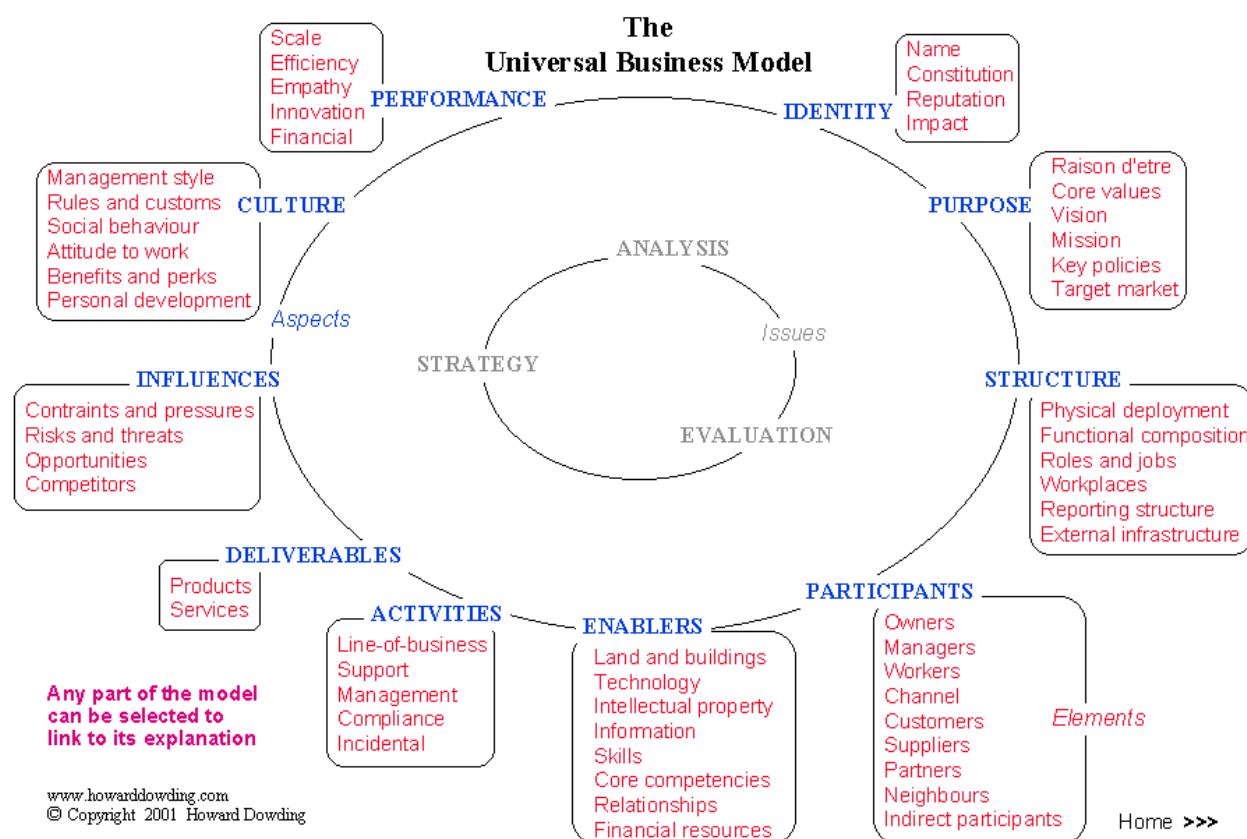 The
Universal Business Model
Scale
Efficiency
Empathy
Innovation
Financial
PERFORMANCE
IDENTITY
Name
Constitution
Reputation
Impact
Management style
Rules and customs
Social behaviour
Attitude to work
Benefits and perks
Personal development
CULTURE
PURPOSE
Raison d'etre
Core values
Vision
Mission
Key policies
Target market
ANALYSIS
Aspects
Issues
STRATEGY
EVALUATION
INFLUENCES
Contraints and pressures
Risks and threats
Opportunities
Competitors
STRUCTURE
Physical deployment
Functional composition
Roles and jobs
Workplaces
Reporting structure
External infrastructure
DELIVERABLES
Products
Services
ACTIVITIES
Line-of-business
Support
Management
Compliance
Incidental
ENABLERS
Land and buildings
Technology
Intellectual property
Information
Skills
Core competencies
Relationships
Financial resources
PARTICIPANTS
Owners
Managers
Workers
Channel
Customers
Suppliers
Partners
Neighbours
Indirect participants
Elements
Any part of the model
can be selected to
link to its explanation
www.howarddowding.com
© Copyright 2001 Howard Dowding
Home >>>